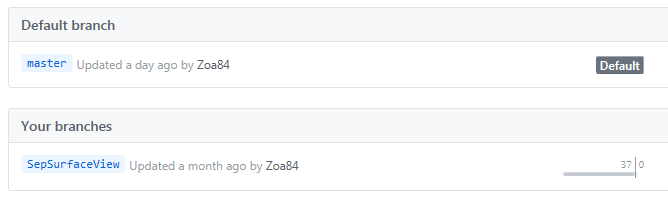 Default branch
master Updated a day ago by Zoa84 Default
Your branches
SepSurfaceView Updated a month ago by Zoa84 37 0